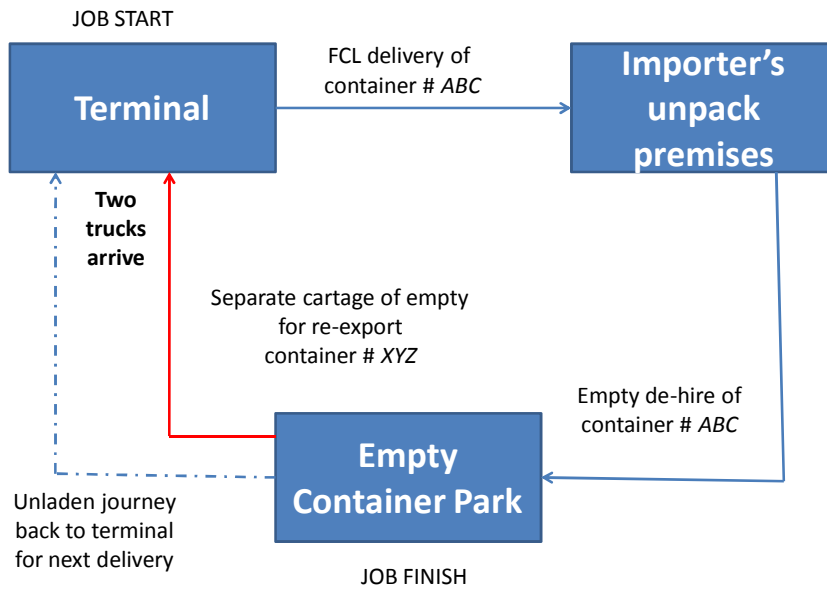 JOB START
Terminal
FCL delivery of
container # ABC
Importer's
unpack
premises
Two
trucks
arrive
Separate cartage of empty
for re-export
container # XYZ
Empty de-hire of
container # ABC
Empty
Container Park
Unladen journey
back to terminal
for next delivery
JOB FINISH